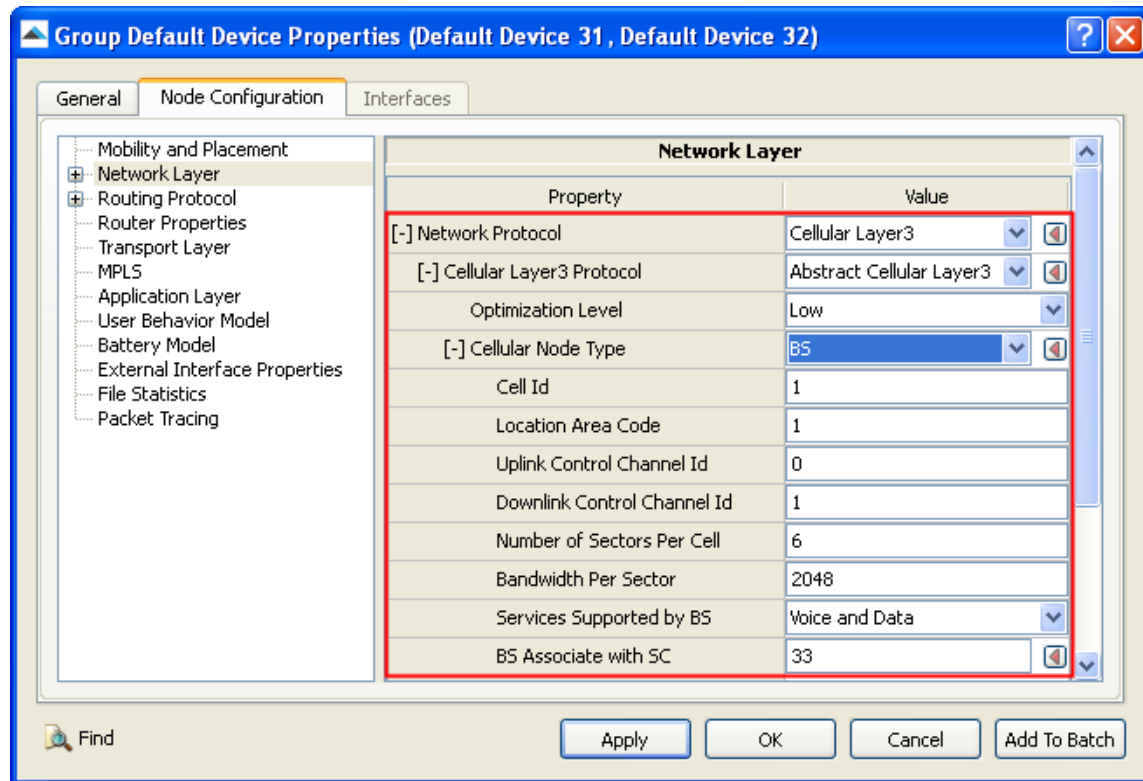 Group Default Device Properties (Default Device 31, Default Device 32)
General Node Configuration Interfaces
Mobility and Placement
Network Layer
Routing Protocol
Router Properties
Transport Layer
MPLS
Application Layer
User Behavior Model
Battery Model
External Interface Properties
File Statistics
Packet Tracing
Network Layer
Property Value
[-] Network Protocol Cellular Layer3
[-] Cellular Layer3 Protocol Abstract Cellular Layer3
Optimization Level Low
[-] Cellular Node Type BS
Cell Id 1
Location Area Code 1
Uplink Control Channel Id 0
Downlink Control Channel Id 1
Number of Sectors Per Cell 6
Bandwidth Per Sector 2048
Services Supported by BS Voice and Data
BS Associate with SC 33
Find Apply OK Cancel Add To Batch